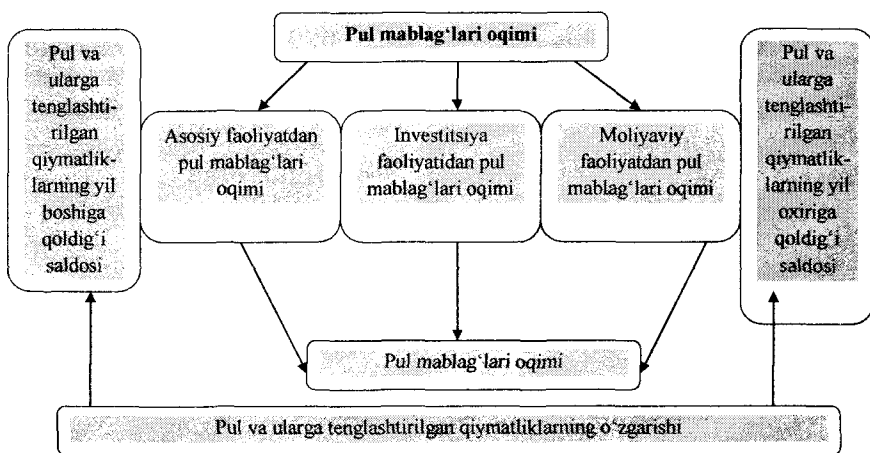 Pul mablag‘lari oqimi
Pul va
ularga
tenglashti-
rilgan
qiymatlik-
larning yil
boshiga
qoldig‘i
saldosi
Asosiy faoliyatdan
pul mablag‘lari
oqimi
Investitsiya
faoliyatidan pul
mablag‘lari oqimi
Moliyaviy
faoliyatdan pul
mablag‘lari oqimi
Pul va
ularga
tenglashti-
rilgan
qiymatlik-
larning yil
oxiriga
qoldig‘i
saldosi
Pul mablag‘lari oqimi
Pul va ularga tenglashtirilgan qiymatliklarning o‘zgarishi